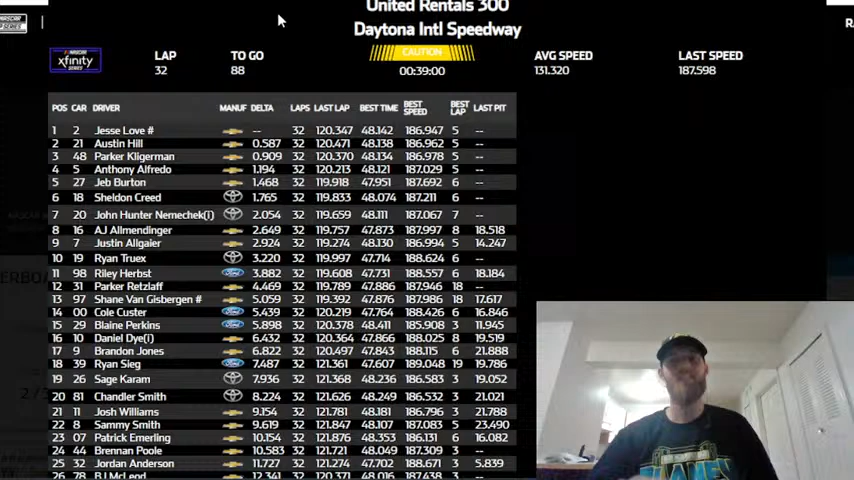 United Rentals 300
Daytona Intl Speedway
NASCAR
xfinity
SERIES
LAP
32
TO GO
88
CAUTION
00:39:00
AVG SPEED
131.320
LAST SPEED
187.598
POS CAR DRIVER MANUF DELTA LAPS LAST LAP BEST TIME BEST SPEED BEST LAP LAST PIT
1 2 Jesse Love # -- 32 120.347 48.142 186.947 5 --
2 21 Austin Hill 0.587 32 120.471 48.138 186.962 5 --
3 48 Parker Kligerman 0.909 32 120.370 48.134 186.978 5 --
4 5 Anthony Alfredo 1.194 32 120.213 48.121 187.029 5 --
5 27 Jeb Burton 1.468 32 119.918 47.951 187.692 6 --
6 18 Sheldon Creed 1.765 32 119.833 48.074 187.211 6 --
7 20 John Hunter Nemechek(i) 2.054 32 119.659 48.111 187.067 7 --
8 16 AJ Allmendinger 2.649 32 119.757 47.873 187.997 8 18.518
9 7 Justin Allgaier 2.924 32 119.274 48.130 186.994 5 14.247
10 19 Ryan Truex 3.220 32 119.997 47.714 188.624 6 --
11 98 Riley Herbst Ford 3.882 32 119.608 47.731 188.557 6 18.184
12 31 Parker Retzlaff 4.469 32 119.789 47.886 187.946 18 --
13 97 Shane Van Gisbergen # 5.059 32 119.392 47.876 187.986 18 17.617
14 00 Cole Custer Ford 5.439 32 120.219 47.764 188.426 6 16.846
15 29 Blaine Perkins Ford 5.898 32 120.378 48.411 185.908 3 11.945
16 10 Daniel Dye(i) 6.432 32 120.364 47.866 188.025 8 19.519
17 9 Brandon Jones 6.822 32 120.497 47.843 188.115 6 21.888
18 39 Ryan Sieg Ford 7.487 32 121.361 47.609 189.048 19 19.786
19 26 Sage Karam 7.936 32 121.368 48.236 186.583 3 19.052
20 81 Chandler Smith 8.224 32 121.626 48.249 186.532 3 21.021
21 11 Josh Williams 9.154 32 121.781 48.181 186.796 3 21.788
22 8 Sammy Smith 9.619 32 121.847 48.107 187.083 5 23.490
23 07 Patrick Emerling 10.154 32 121.876 48.353 186.131 6 16.082
24 44 Brennan Poole 10.583 32 121.721 48.049 187.309 3 --
25 32 Jordan Anderson 11.727 32 121.274 47.702 188.671 3 5.839
26 78 BJ McLeod 12.341 32 120.371 48.016 187.438 3 --